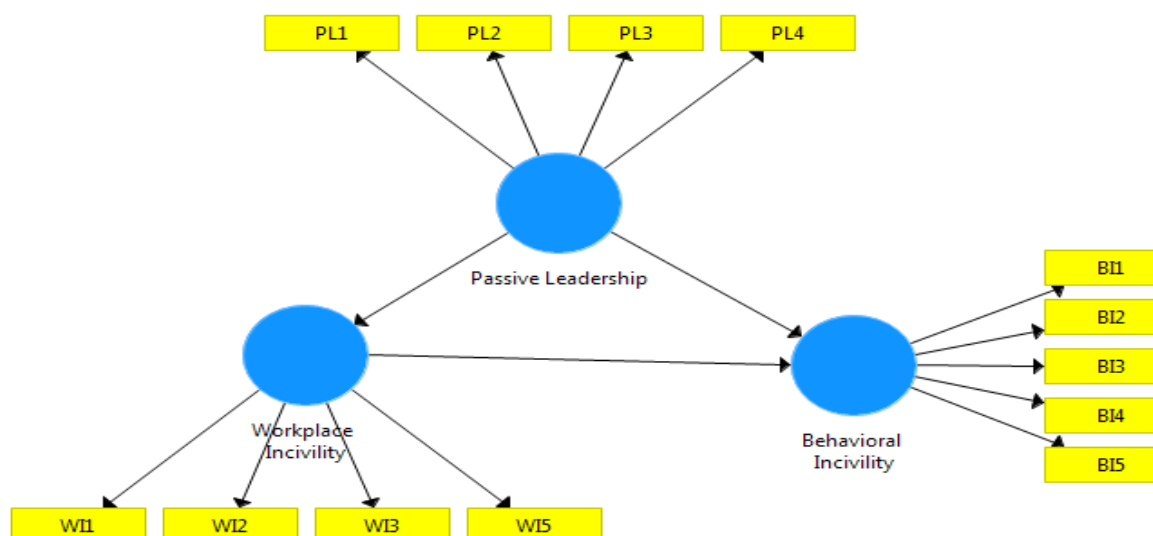 PL1 PL2 PL3 PL4
Passive Leadership
BI1
BI2
BI3
BI4
BI5
Workplace
Incivility
Behavioral
Incivility
WI1 WI2 WI3 WI5